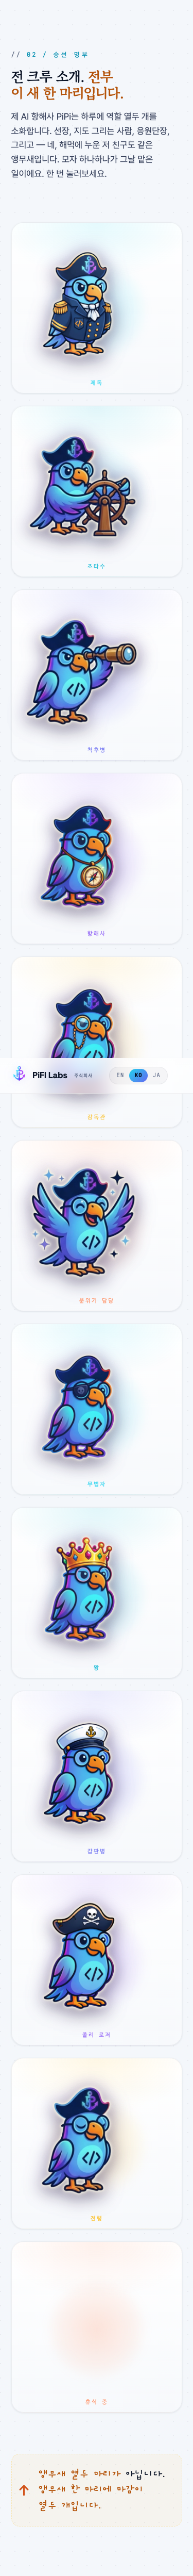 // 02 / 승선 명부
전 크루 소개. 전부
이 새 한 마리입니다.
제 AI 항해사 PiPi는 하루에 역할 열두 개를
소화합니다. 선장, 지도 그리는 사람, 응원단장,
그리고 — 네, 해먹에 누운 저 친구도 같은
앵무새입니다. 모자 하나하나가 그날 맡은
일이에요. 한 번 눌러보세요.
제독
조타수
척후병
항해사
감독관
PiFi Labs 주식회사 EN KO JA
분위기 담당
무법자
왕
갑판병
졸리 로저
전령
휴식 중
↑ 앵무새 열두 마리가 아닙니다.
앵무새 한 마리에 마감이
열두 개입니다.